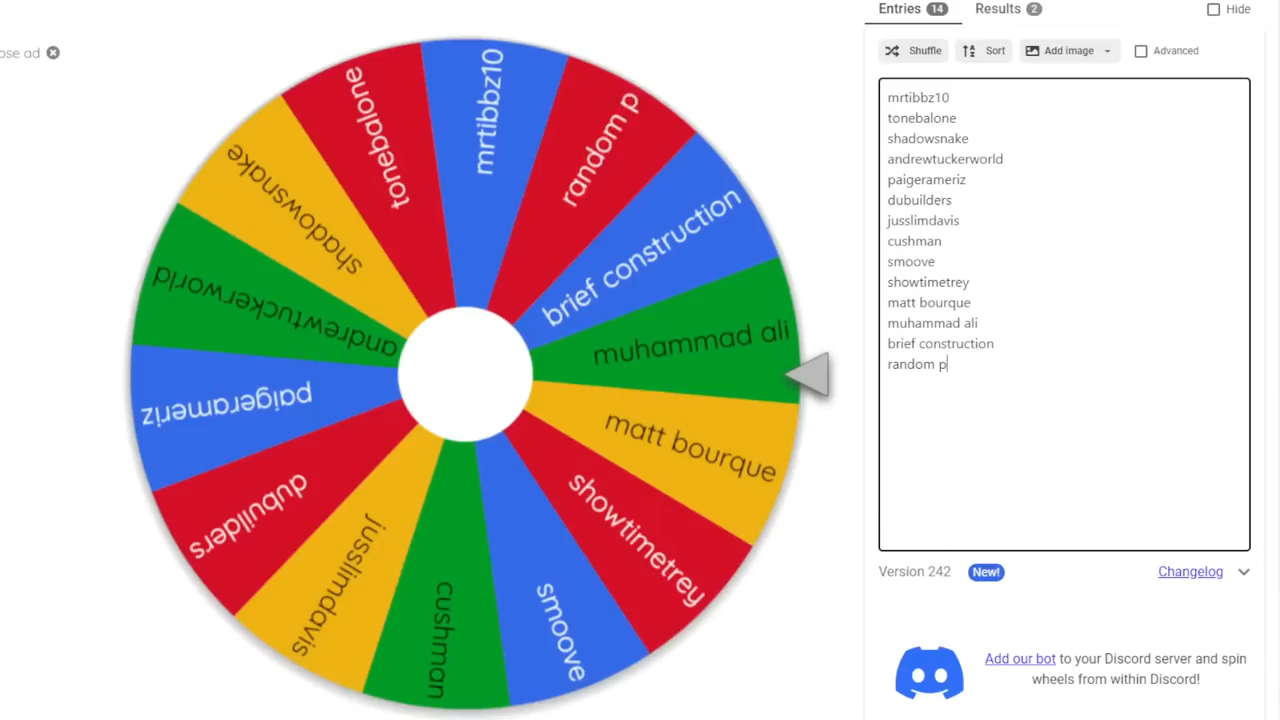 ose ad
Entries 14
Results 2
Hide
Shuffle
Sort
Add image
Advanced
mrtibbz10
tonebalone
shadowsnake
andrewtuckerworld
paigerameriz
dubuilders
jusslimdavis
cushman
smoove
showtimetrey
matt bourque
muhammad ali
brief construction
random p
mrtibbz10
tonebalone
shadowsnake
andrewtuckerworld
paigerameriz
dubuilders
jusslimdavis
cushman
smoove
showtimetrey
matt bourque
muhammad ali
brief construction
random p
Version 242
New!
Changelog
Add our bot to your Discord server and spin
wheels from within Discord!